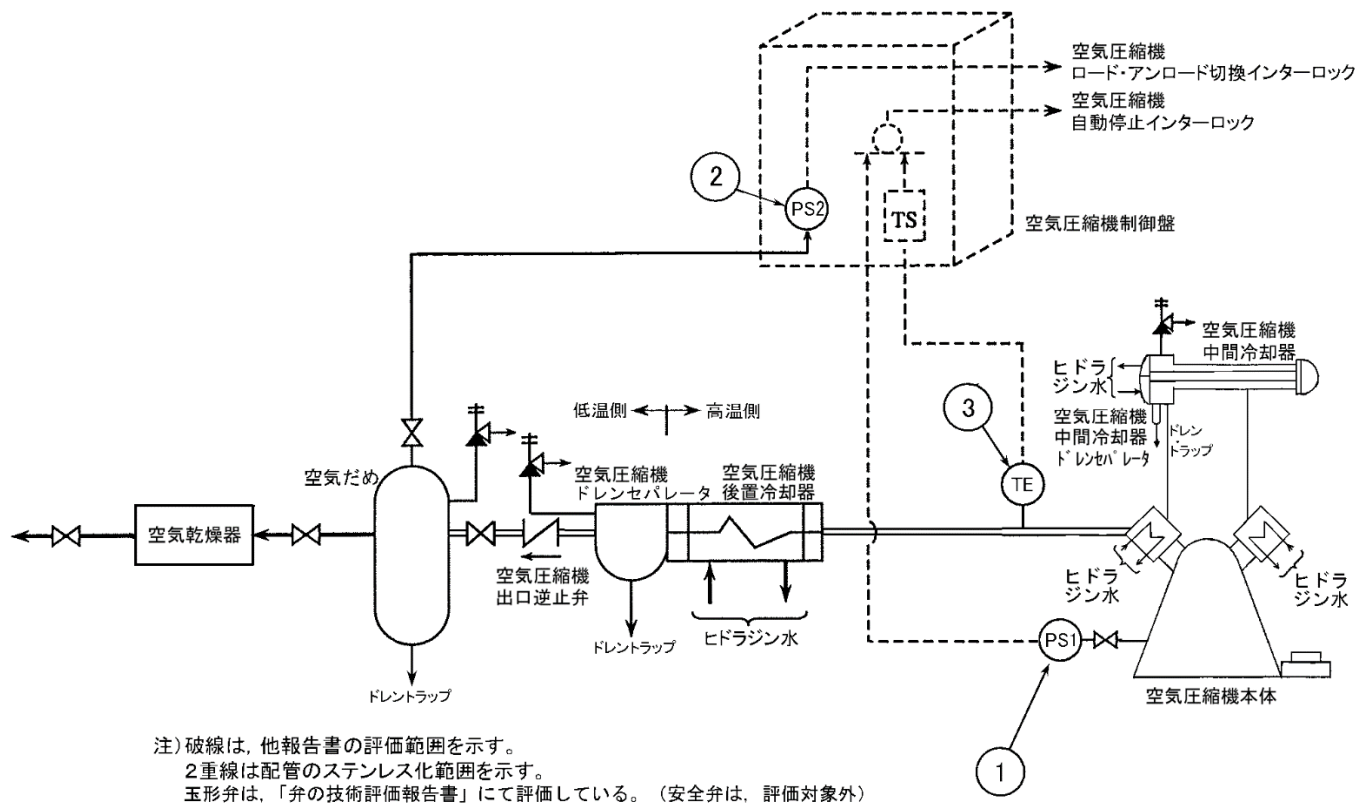 空気圧縮機
ロード・アンロード切換インターロック
空気圧縮機
自動停止インターロック
2
PS2
TS
空気圧縮機制御盤
空気圧縮機
中間冷却器
ヒドラ
ジン水
空気圧縮機
中間冷却器
ドレンセパレータ
ドレン
・トラップ
低温側
高温側
3
TE
空気だめ
空気圧縮機
ドレンセパレータ
空気圧縮機
後置冷却器
空気乾燥器
空気圧縮機
出口逆止弁
ヒドラジン水
ヒドラ
ジン水
ヒドラ
ジン水
ドレントラップ
ドレントラップ
PS1
空気圧縮機本体
1
注)破線は，他報告書の評価範囲を示す。
2重線は配管のステンレス化範囲を示す。
玉形弁は，「弁の技術評価報告書」にて評価している。（安全弁は，評価対象外）